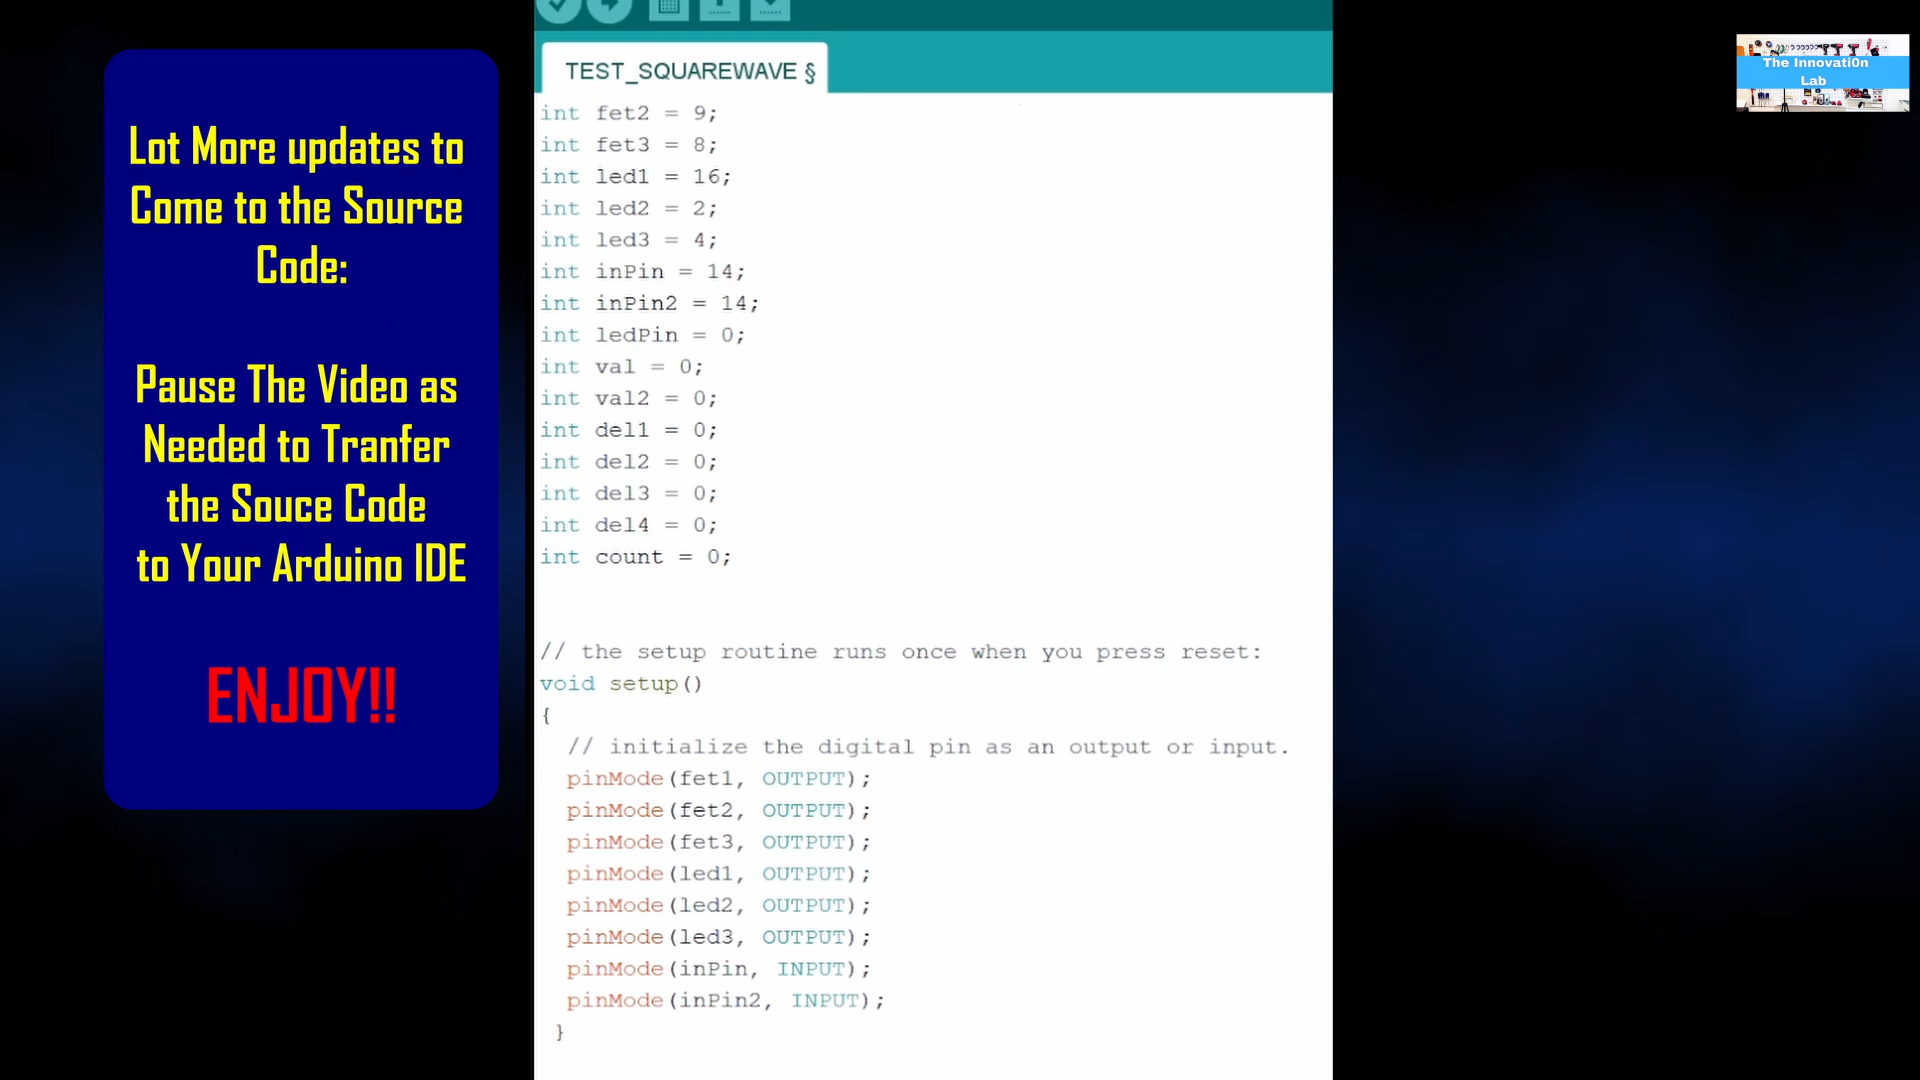 Lot More updates to
Come to the Source
Code:
Pause The Video as
Needed to Tranfer
the Souce Code
to Your Arduino IDE
ENJOY!!
TEST_SQUAREWAVE §
int fet2 = 9;
int fet3 = 8;
int led1 = 16;
int led2 = 2;
int led3 = 4;
int inPin = 14;
int inPin2 = 14;
int ledPin = 0;
int val = 0;
int val2 = 0;
int del1 = 0;
int del2 = 0;
int del3 = 0;
int del4 = 0;
int count = 0;
// the setup routine runs once when you press reset:
void setup()
{
// initialize the digital pin as an output or input.
pinMode(fet1, OUTPUT);
pinMode(fet2, OUTPUT);
pinMode(fet3, OUTPUT);
pinMode(led1, OUTPUT);
pinMode(led2, OUTPUT);
pinMode(led3, OUTPUT);
pinMode(inPin, INPUT);
pinMode(inPin2, INPUT);
}
The Innovati0n
Lab